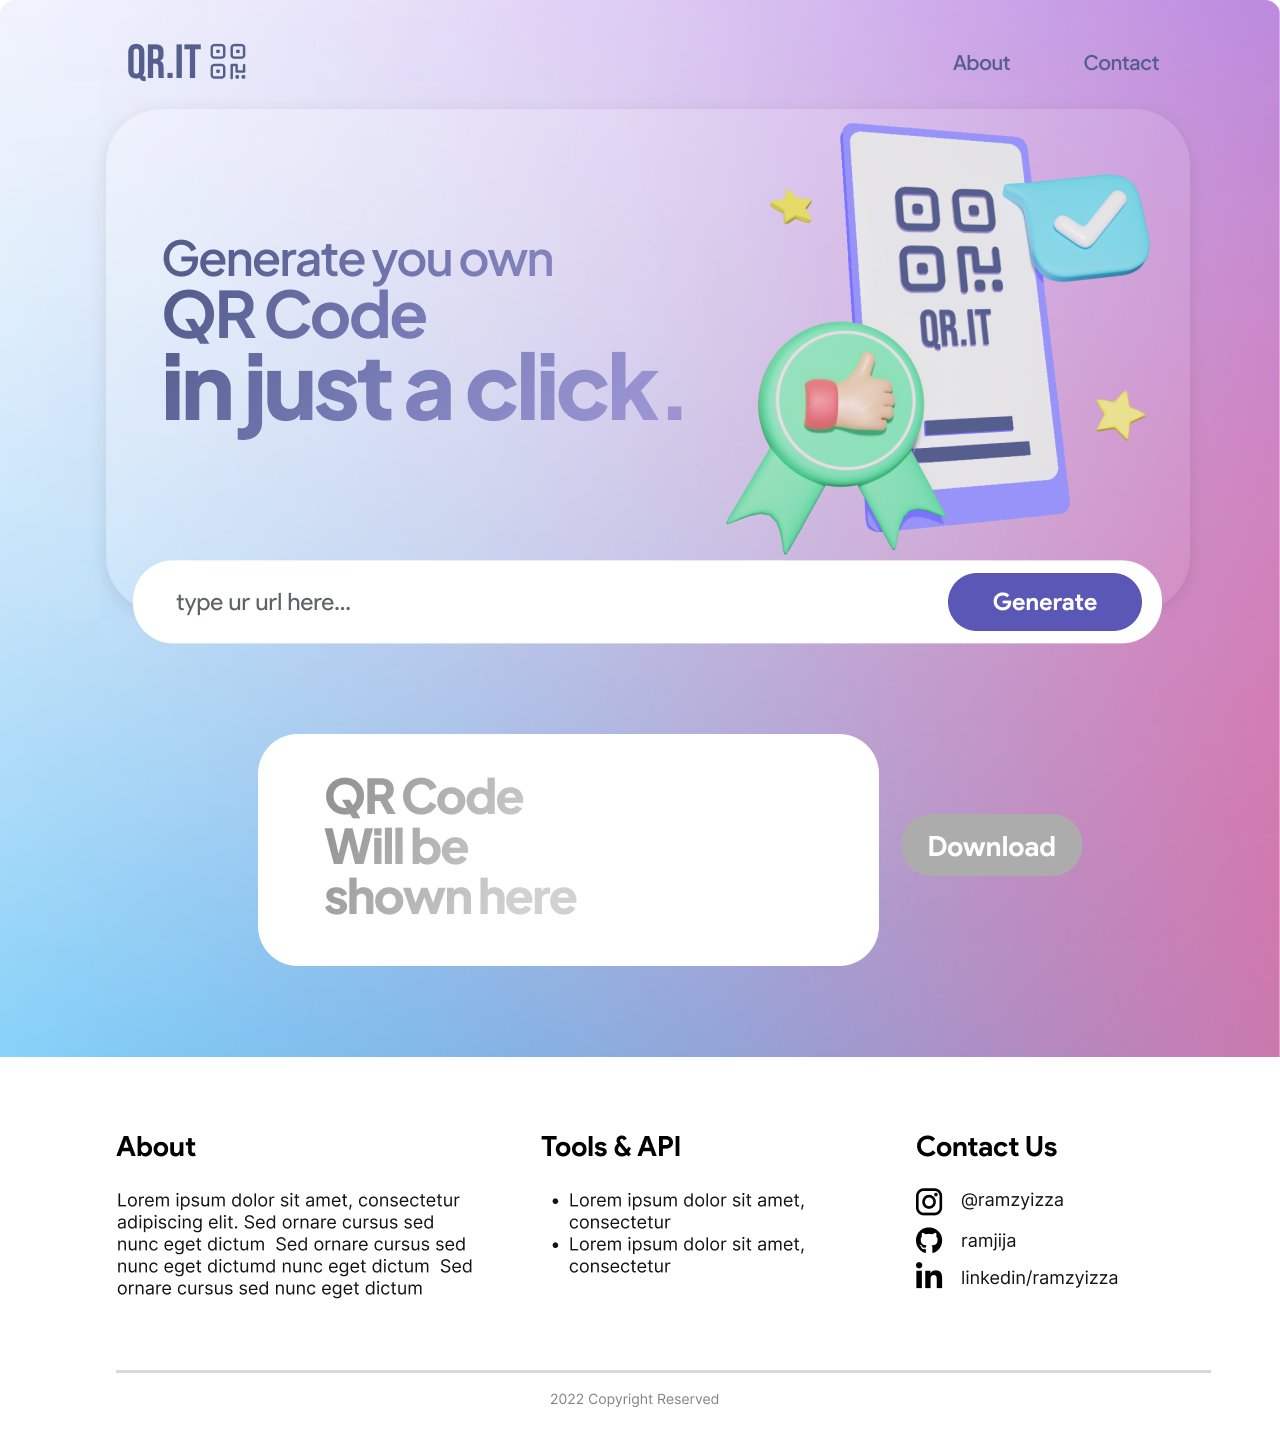 QR.IT
About
Contact
Generate you own
QR Code
in just a click.
QR.IT
type ur url here...
Generate
QR Code
Will be
shown here
Download
About
Lorem ipsum dolor sit amet, consectetur
adipiscing elit. Sed ornare cursus sed
nunc eget dictum  Sed ornare cursus sed
nunc eget dictumd nunc eget dictum  Sed
ornare cursus sed nunc eget dictum
Tools & API
• Lorem ipsum dolor sit amet,
consectetur
• Lorem ipsum dolor sit amet,
consectetur
Contact Us
@ramzyizza
ramjija
linkedin/ramzyizza
2022 Copyright Reserved